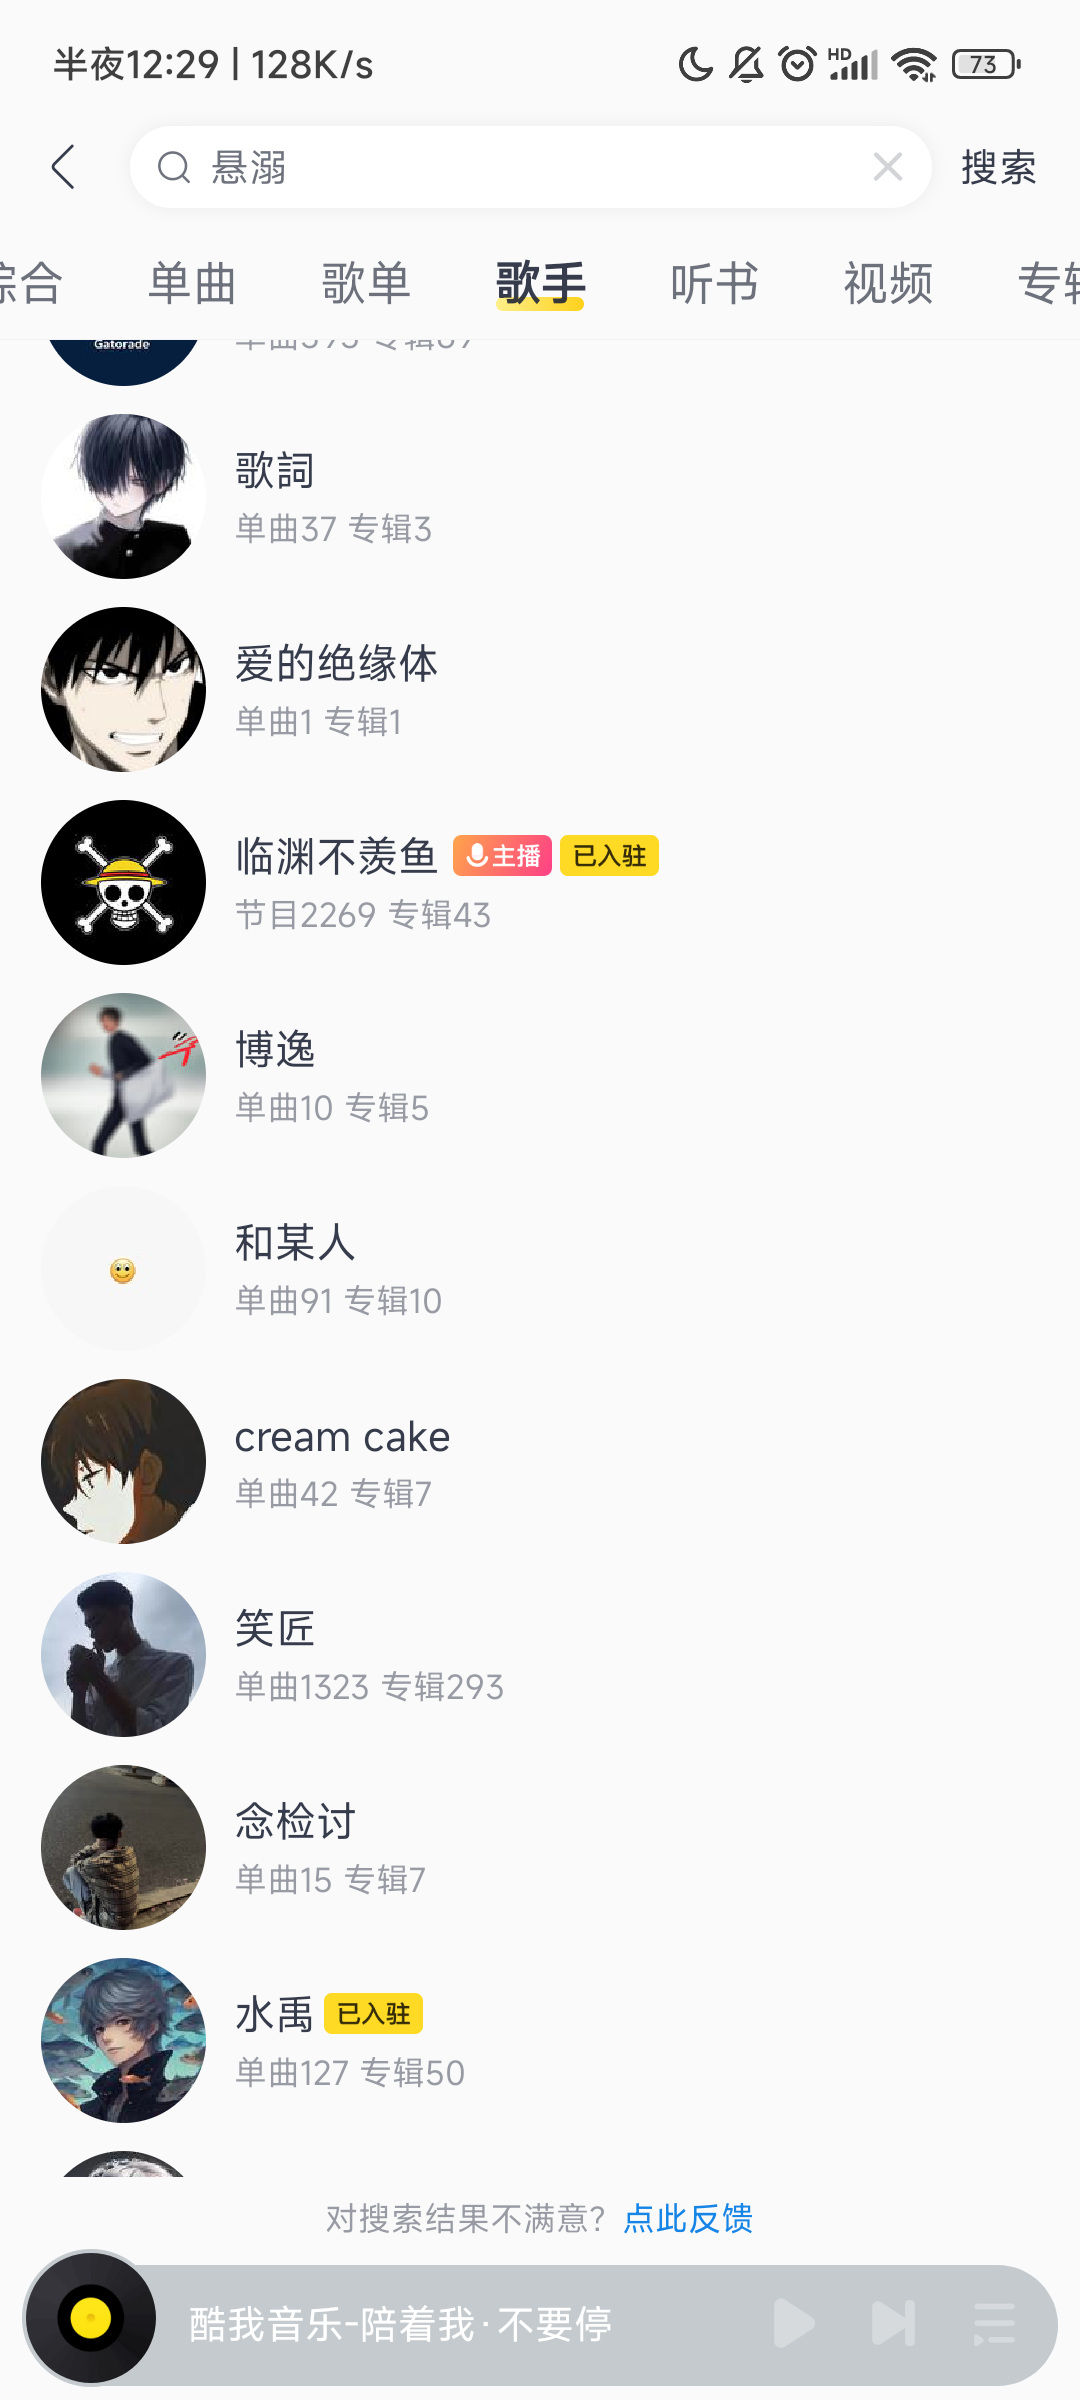 半夜12:29 | 128K/s
HD
73
悬溺
搜索
综合 单曲 歌单 歌手 听书 视频 专辑
Gatorade
歌詞
单曲37 专辑3
爱的绝缘体
单曲1 专辑1
临渊不羡鱼 主播 已入驻
节目2269 专辑43
博逸
单曲10 专辑5
和某人
单曲91 专辑10
cream cake
单曲42 专辑7
笑匠
单曲1323 专辑293
念检讨
单曲15 专辑7
水禹 已入驻
单曲127 专辑50
对搜索结果不满意？点此反馈
酷我音乐-陪着我·不要停